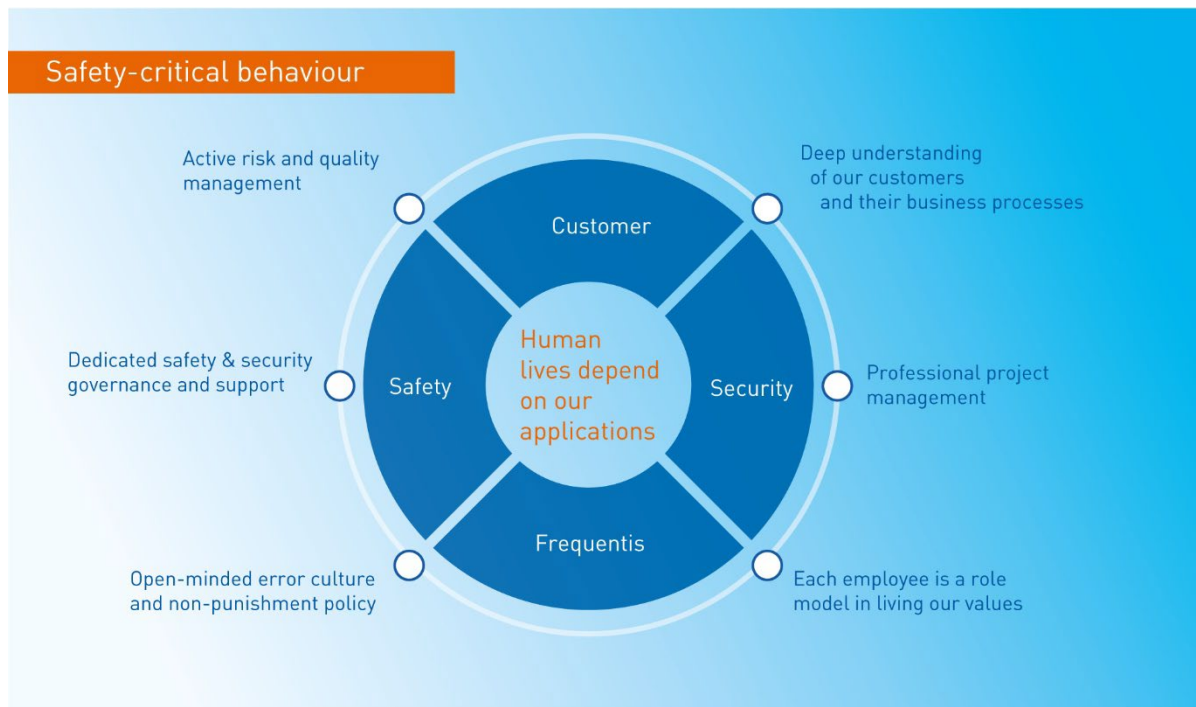 Safety-critical behaviour
Active risk and quality
management
Deep understanding
of our customers
and their business processes
Customer
Dedicated safety & security
governance and support
Safety
Human
lives depend
on our
applications
Security
Professional project
management
Frequentis
Open-minded error culture
and non-punishment policy
Each employee is a role
model in living our values